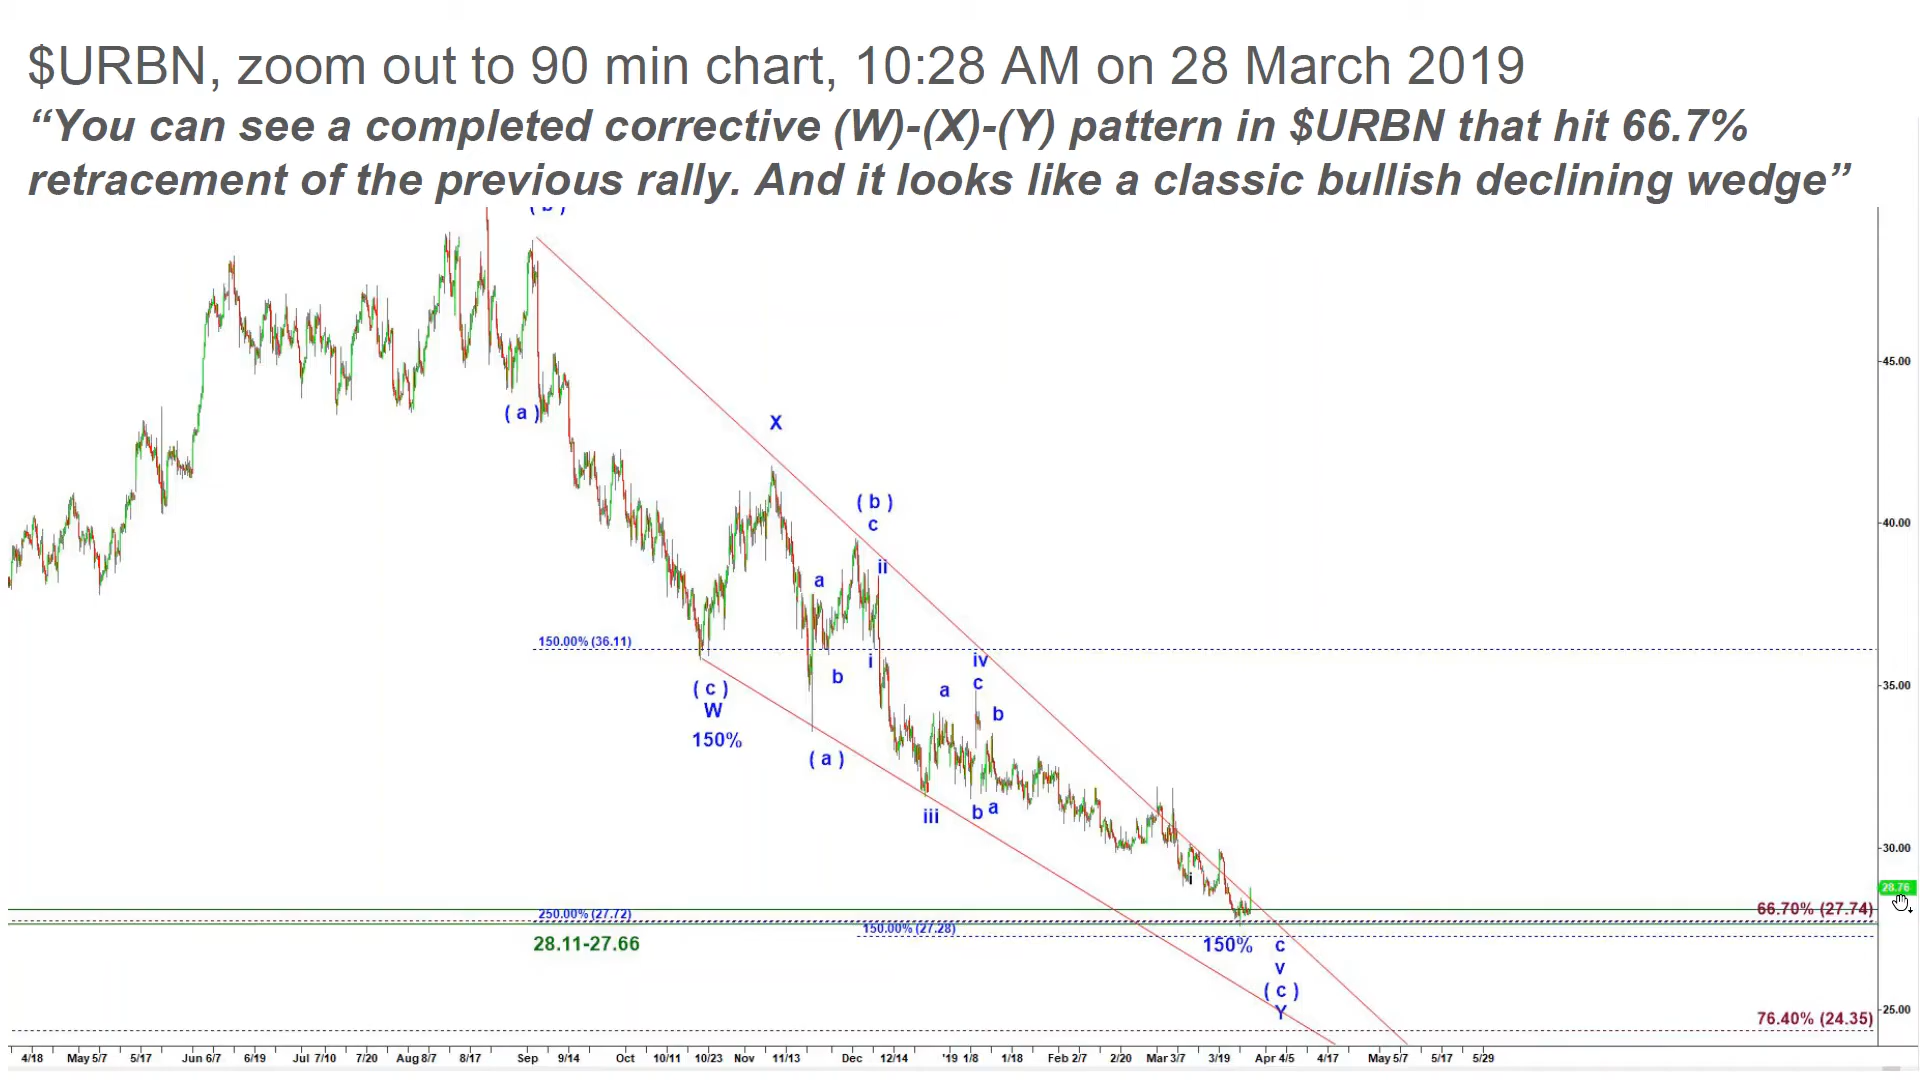 $URBN, zoom out to 90 min chart, 10:28 AM on 28 March 2019
“You can see a completed corrective (W)-(X)-(Y) pattern in $URBN that hit 66.7%
retracement of the previous rally. And it looks like a classic bullish declining wedge”
( b )
45.00
( a )
X
( b )
c
40.00
ii
a
150.00% (36.11)
i
iv
b
c
a
35.00
( c )
W
b
150%
( a )
iii
b a
30.00
i
28.76
66.70% (27.74)
250.00% (27.72)
150.00% (27.28)
28.11-27.66
150%
c
v
( c )
Y
25.00
76.40% (24.35)
4/18 May 5/7 5/17 Jun 6/7 6/19 Jul 7/10 7/20 Aug 8/7 8/17 Sep 9/14 Oct 10/11 10/23 Nov 11/13 Dec 12/14 '19 1/8 1/18 Feb 2/7 2/20 Mar 3/7 3/19 Apr 4/5 4/17 May 5/7 5/17 5/29